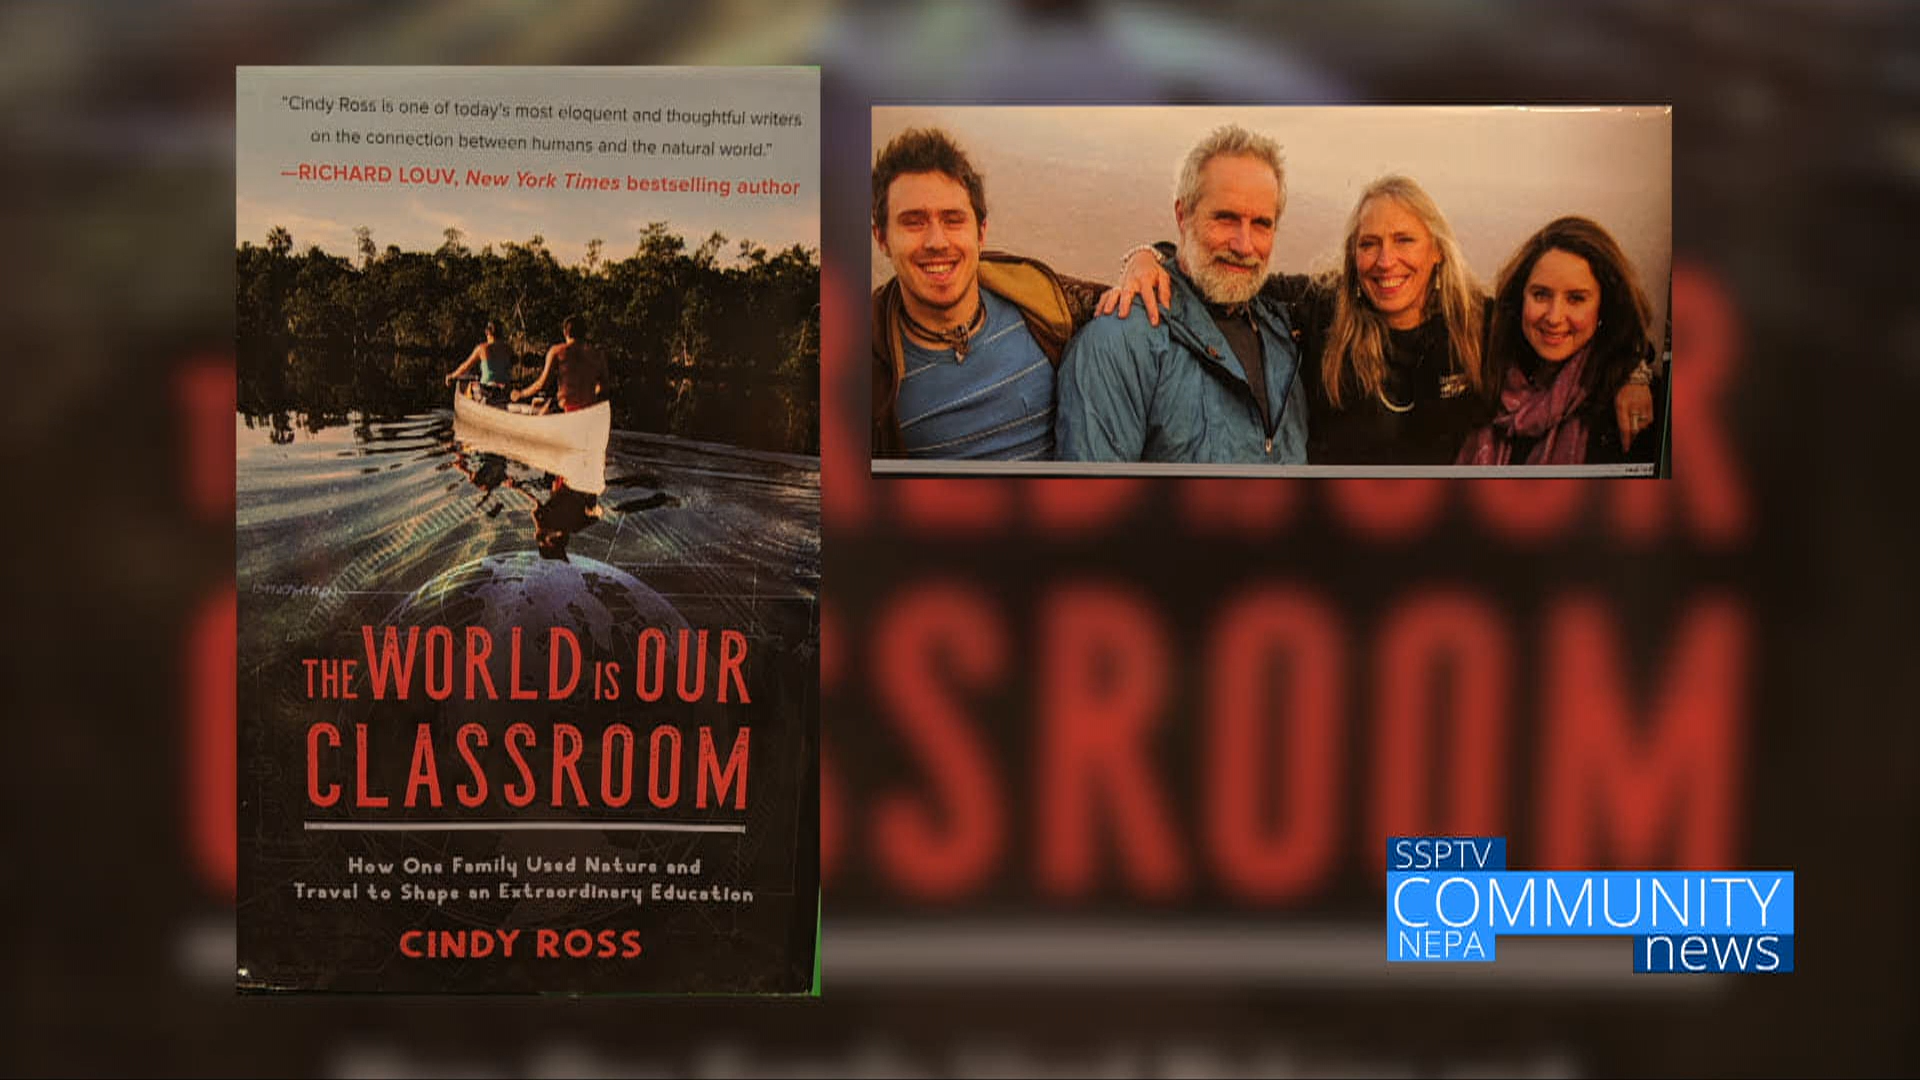 "Cindy Ross is one of today's most eloquent and thoughtful writers
on the connection between humans and the natural world."
—RICHARD LOUV, New York Times bestselling author
THE WORLD IS OUR
CLASSROOM
How One Family Used Nature and
Travel to Shape an Extraordinary Education
CINDY ROSS
SSPTV
COMMUNITY
NEPA
news